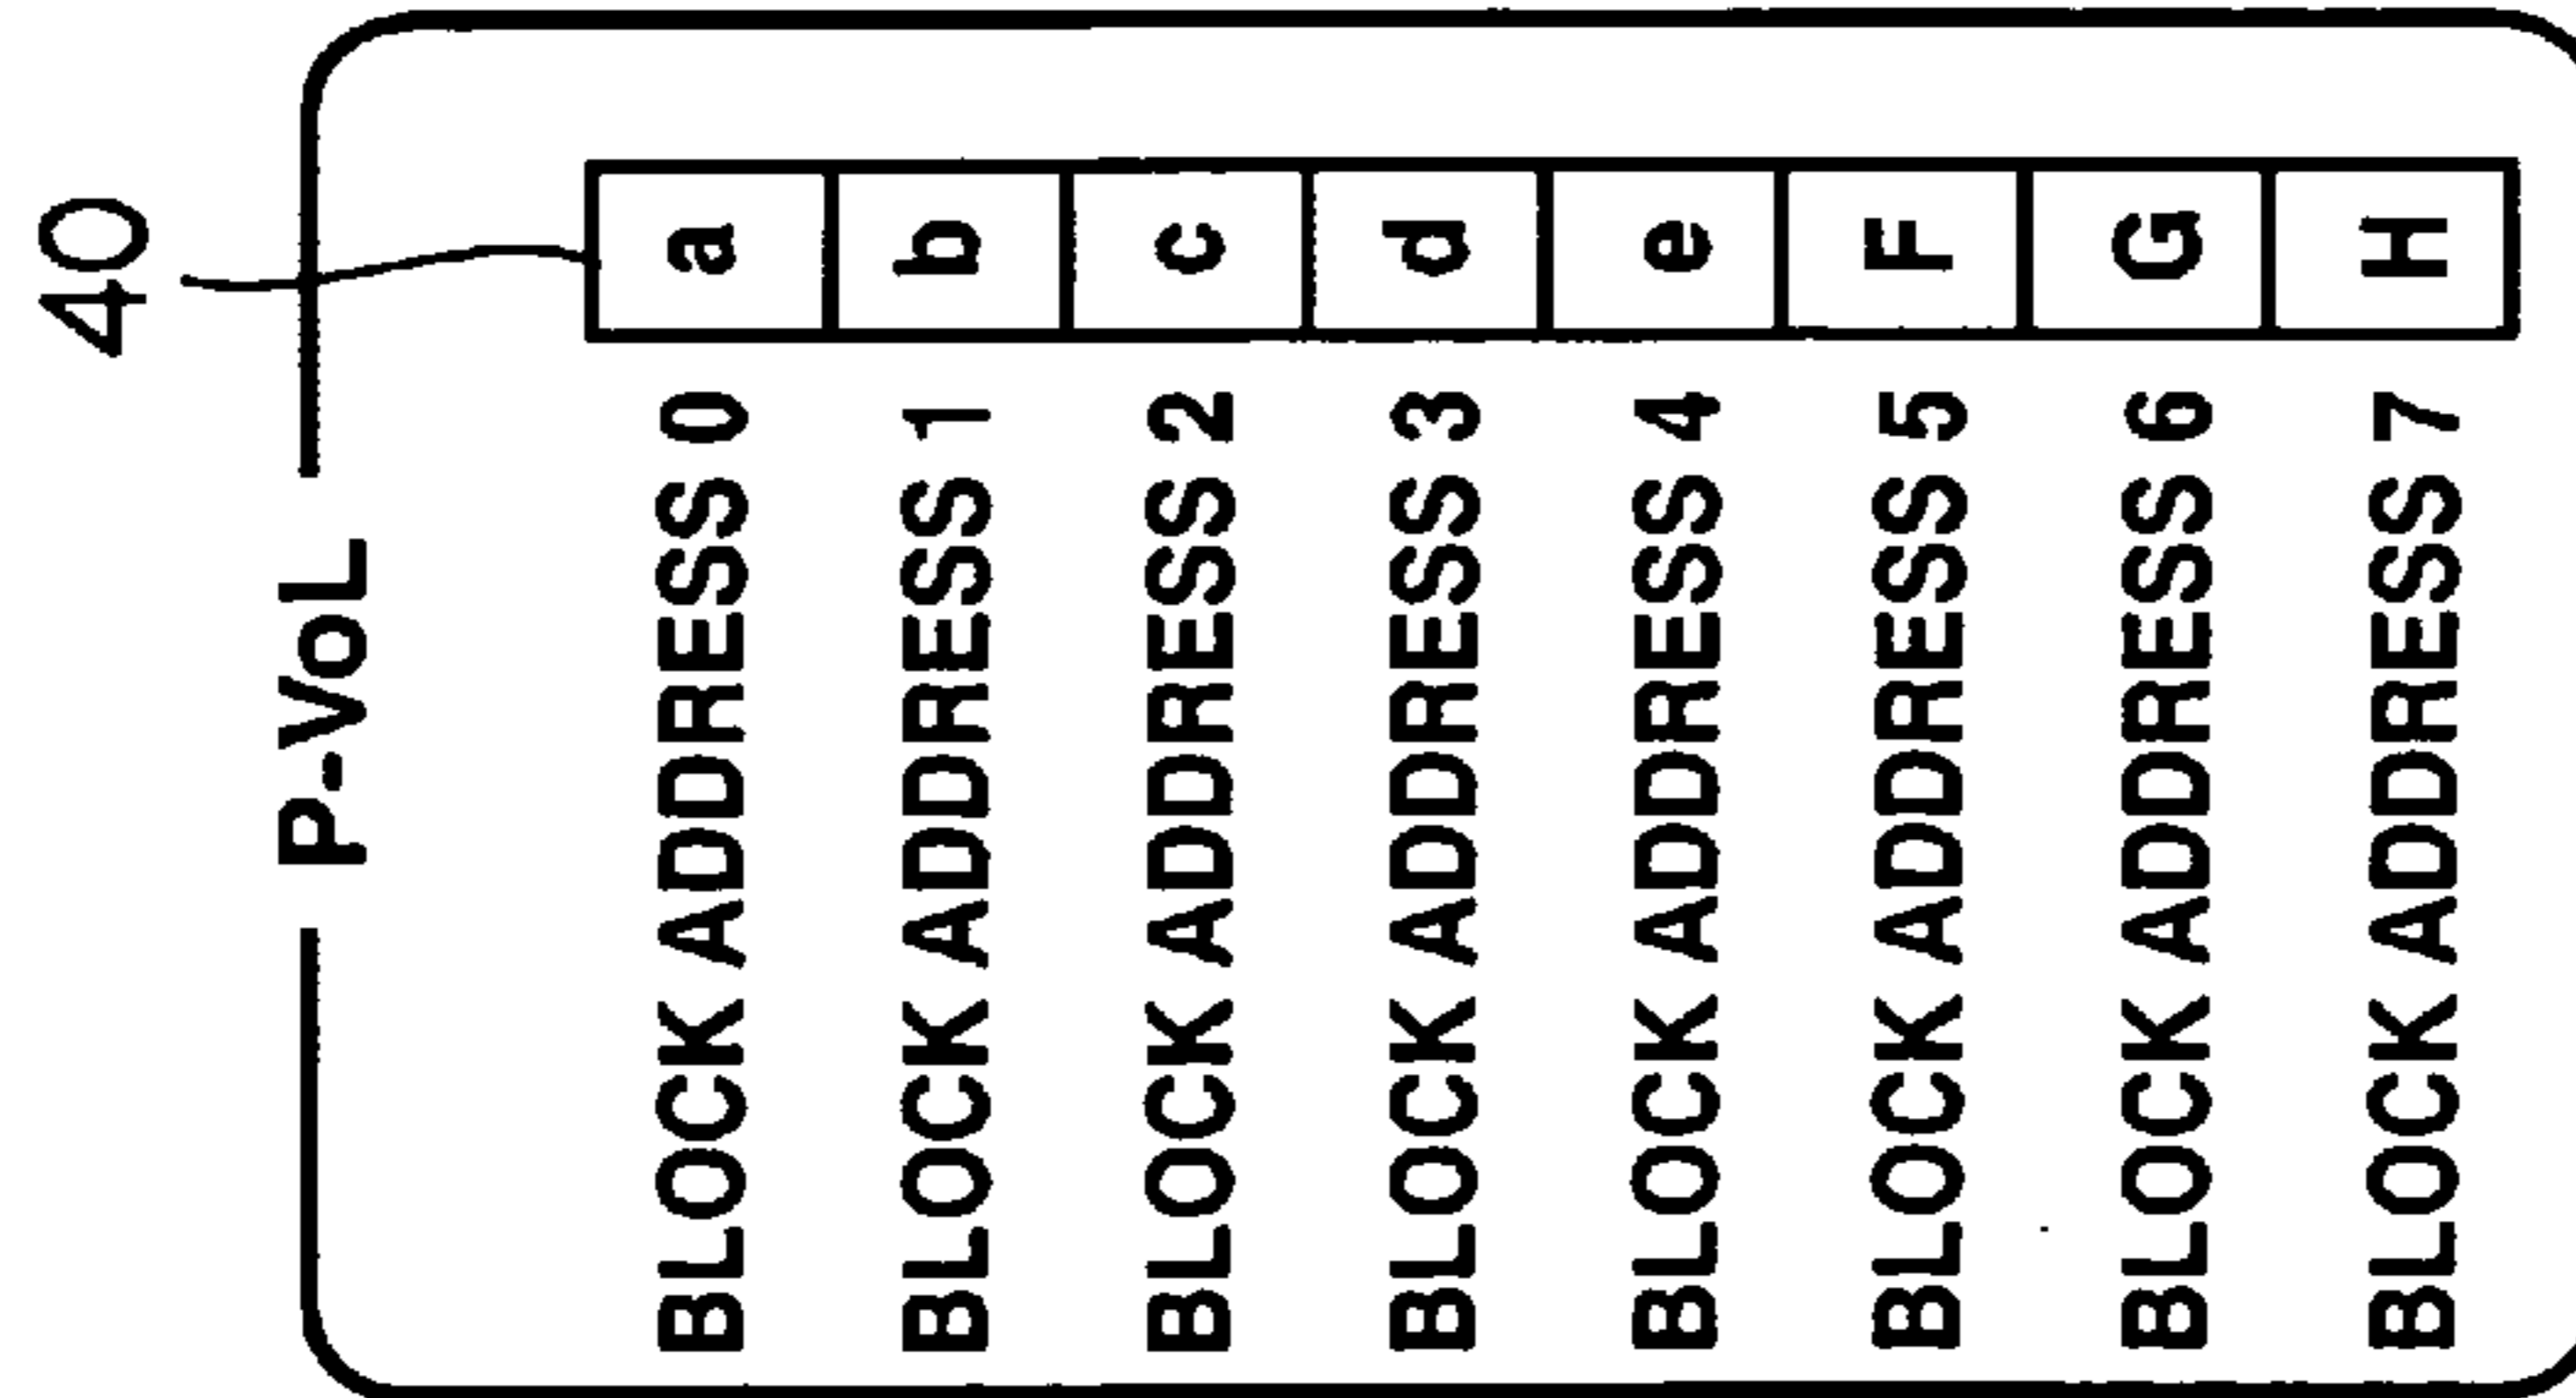 40
P-VoL
BLOCK ADDRESS 0 a
BLOCK ADDRESS 1 b
BLOCK ADDRESS 2 c
BLOCK ADDRESS 3 d
BLOCK ADDRESS 4 e
BLOCK ADDRESS 5 F
BLOCK ADDRESS 6 G
BLOCK ADDRESS 7 H